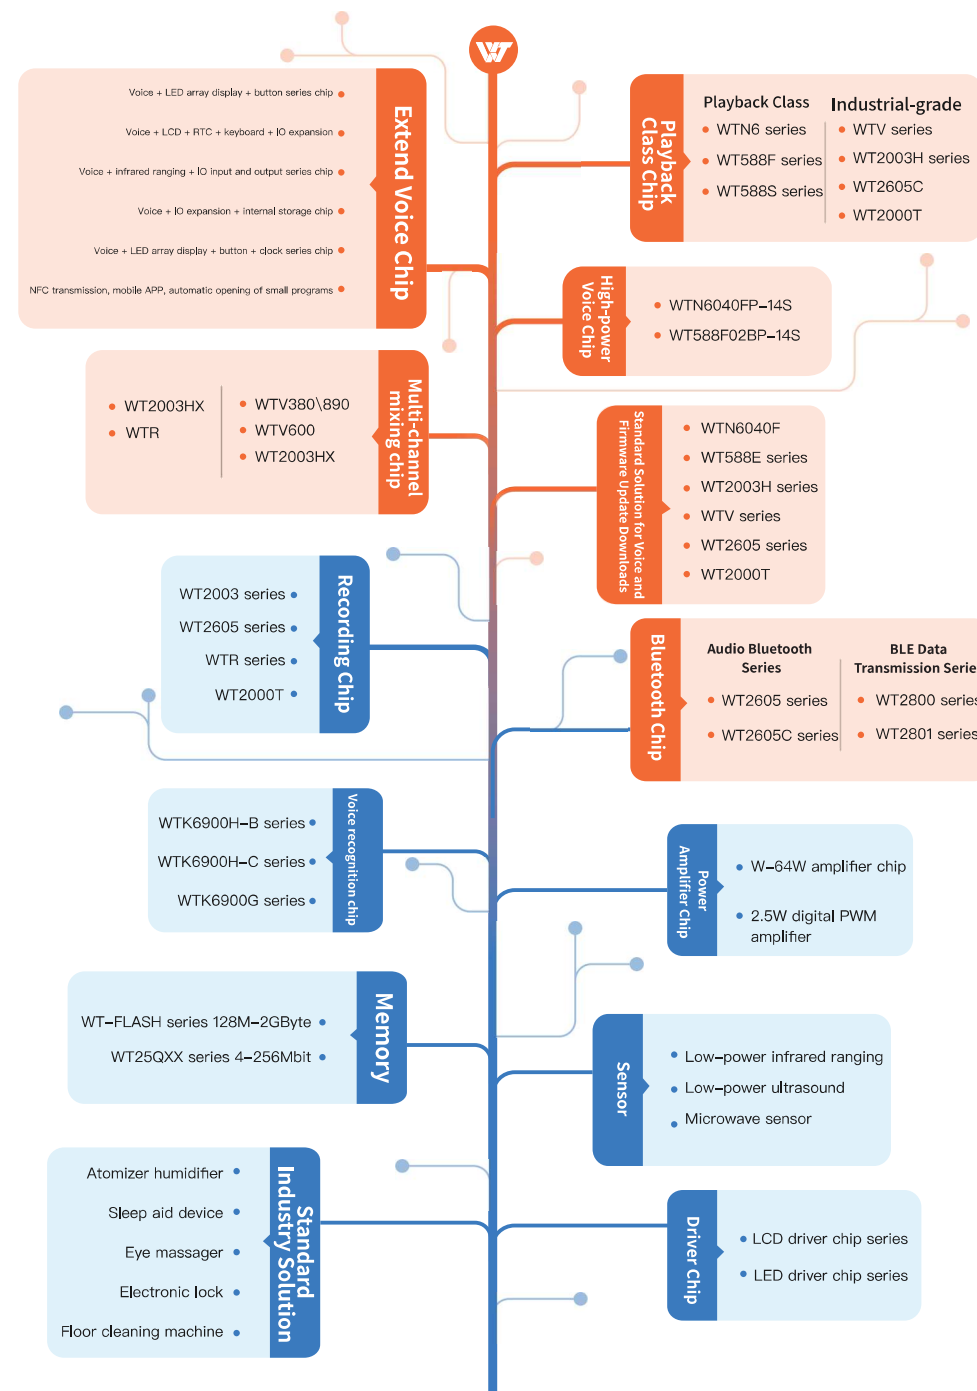 WT
Extend Voice Chip
Voice + LED array display + button series chip
Voice + LCD + RTC + keyboard + IO expansion
Voice + infrared ranging + IO input and output series chip
Voice + IO expansion + internal storage chip
Voice + LED array display + button + clock series chip
NFC transmission, mobile APP, automatic opening of small programs
Playback
Class Chip
Playback Class
WTN6 series
WT588F series
WT588S series
Industrial-grade
WTV series
WT2003H series
WT2605C
WT2000T
High-power
Voice Chip
WTN6040FP-14S
WT588F02BP-14S
Multi-channel
mixing chip
WT2003HX
WTR
WTV380\890
WTV600
WT2003HX
Standard Solution for Voice and
Firmware Update Downloads
WTN6040F
WT588E series
WT2003H series
WTV series
WT2605 series
WT2000T
Recording Chip
WT2003 series
WT2605 series
WTR series
WT2000T
Bluetooth Chip
Audio Bluetooth
Series
WT2605 series
WT2605C series
BLE Data
Transmission Serie
WT2800 series
WT2801 series
Voice recognition chip
WTK6900H-B series
WTK6900H-C series
WTK6900G series
Power
Amplifier Chip
W-64W amplifier chip
2.5W digital PWM
amplifier
Memory
WT-FLASH series 128M-2GByte
WT25QXX series 4-256Mbit
Sensor
Low-power infrared ranging
Low-power ultrasound
Microwave sensor
Standard
Industry Solution
Atomizer humidifier
Sleep aid device
Eye massager
Electronic lock
Floor cleaning machine
Driver Chip
LCD driver chip series
LED driver chip series